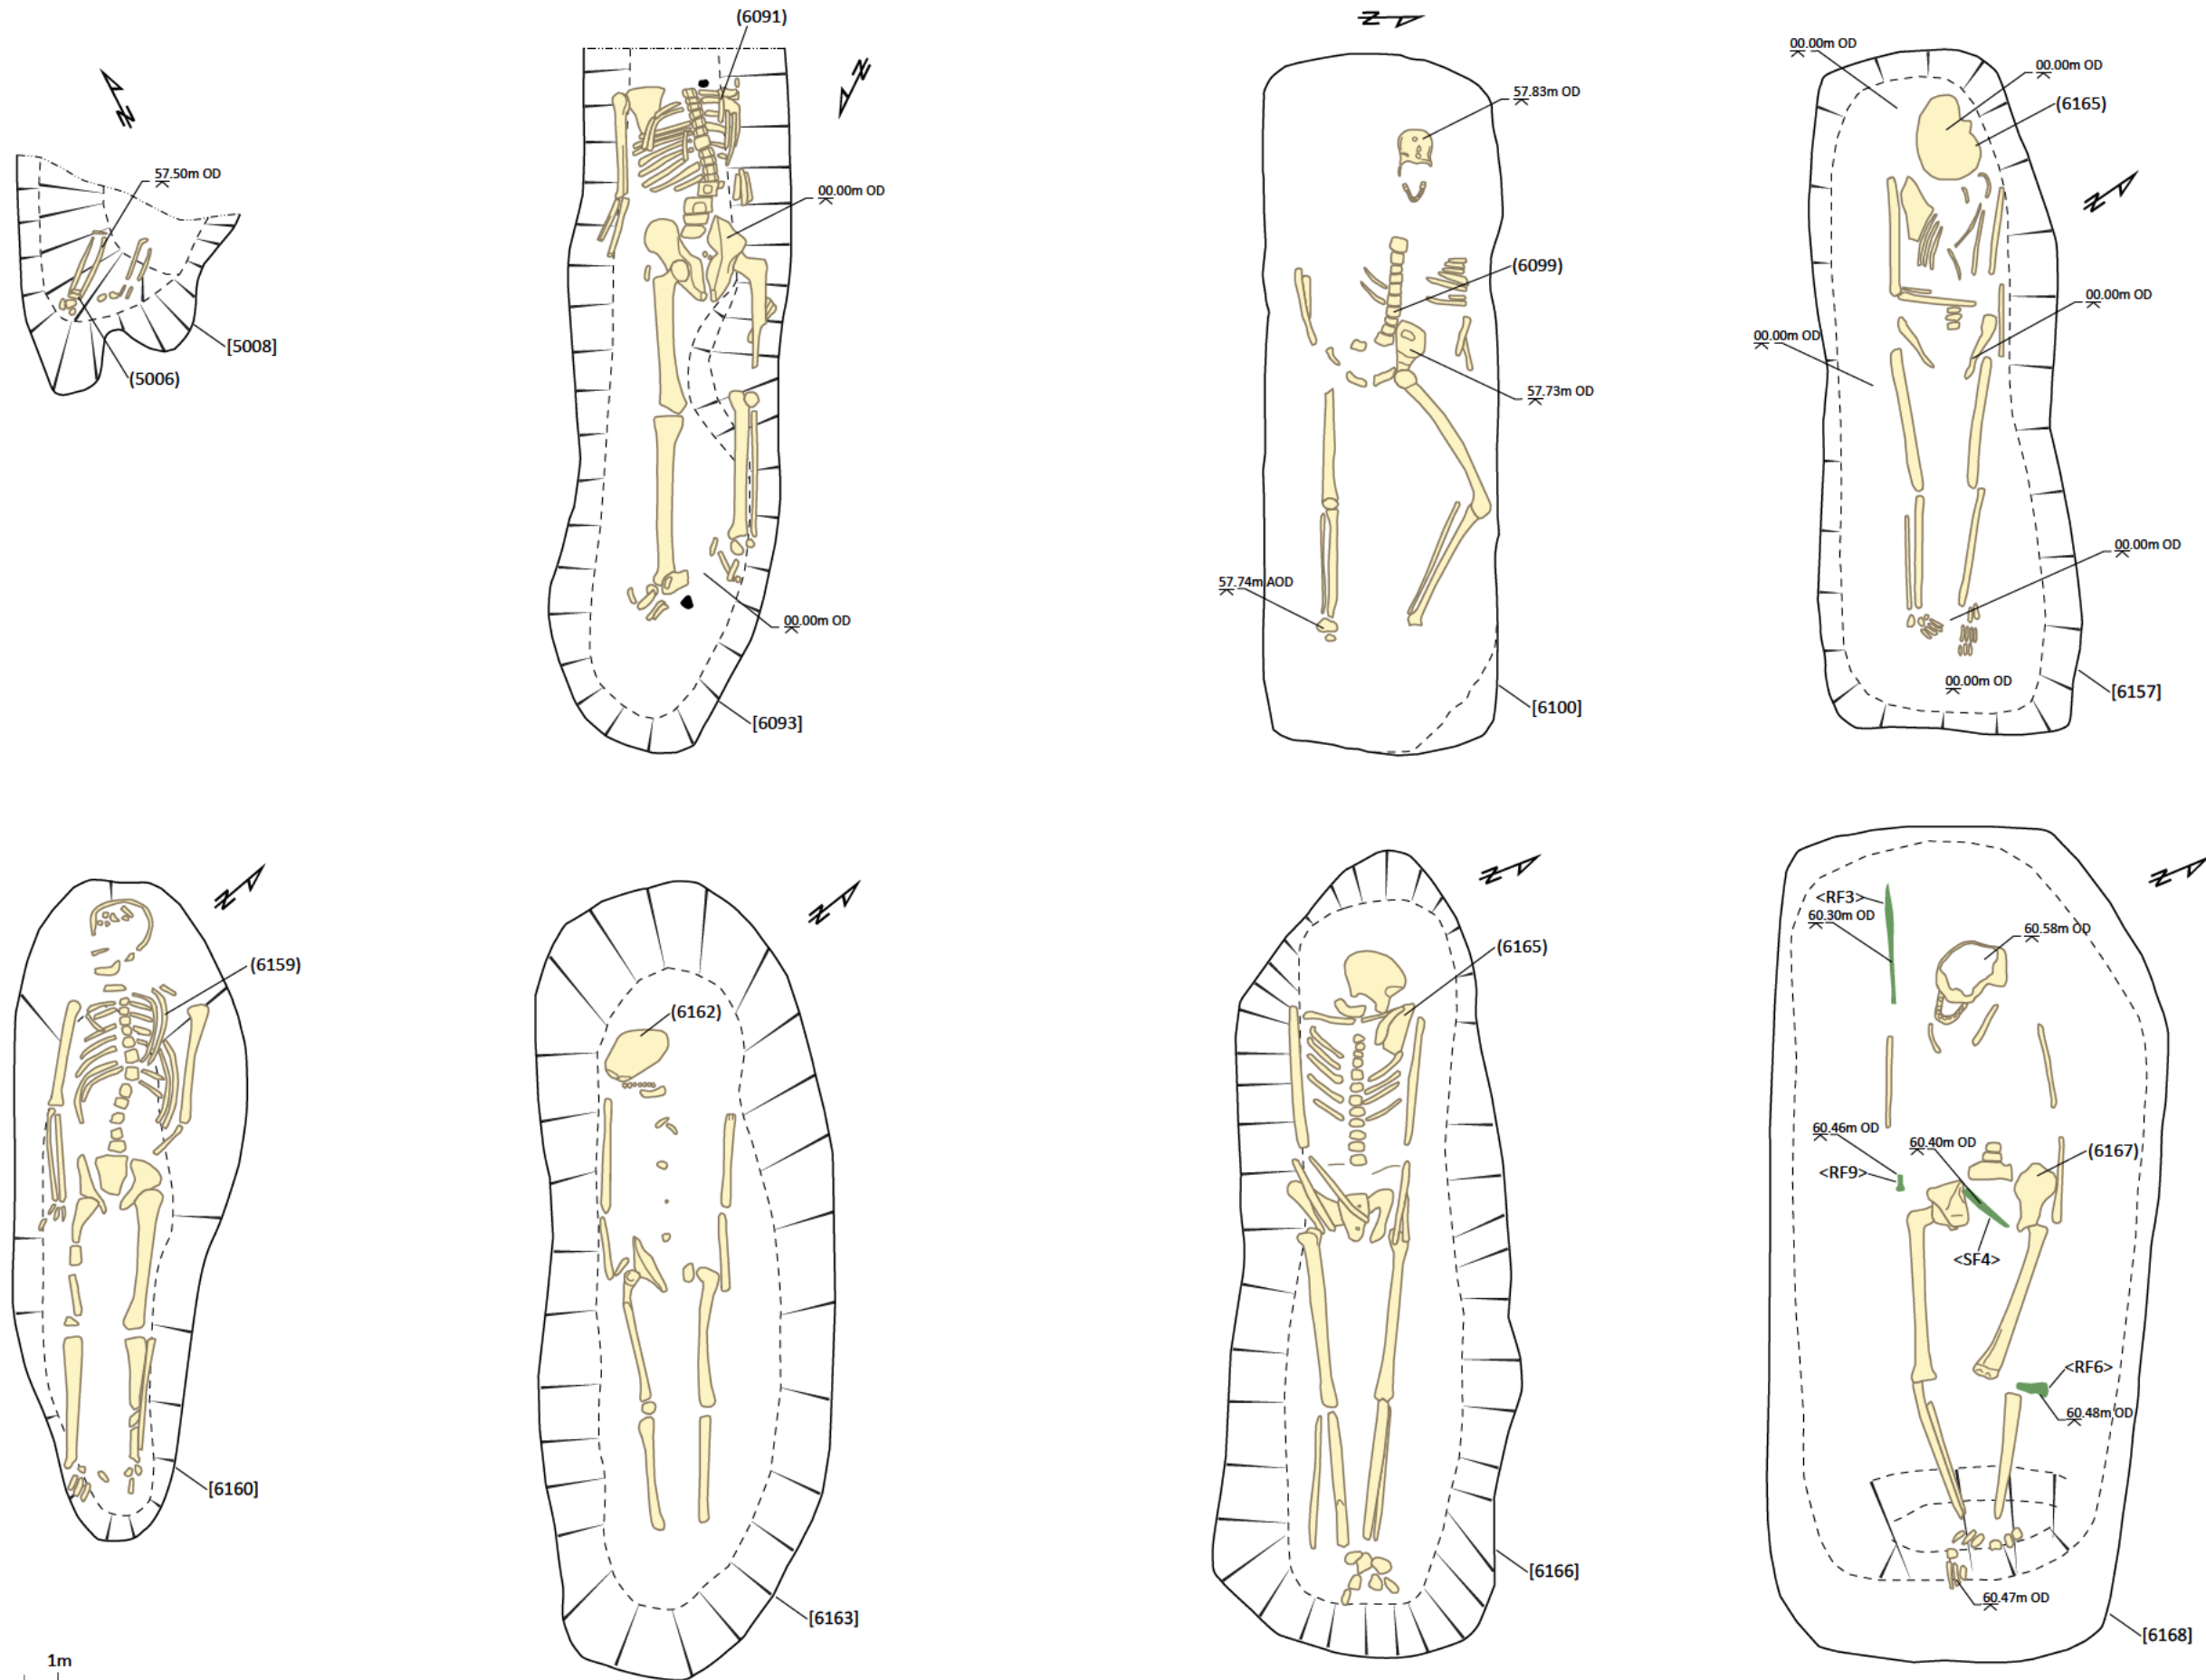 57.50m OD
[5008]
(5006)
N
(6091)
N
00.00m OD
00.00m OD
[6093]
N
57.83m OD
(6099)
57.73m OD
57.74m AOD
[6100]
00.00m OD
00.00m OD
(6165)
N
00.00m OD
00.00m OD
00.00m OD
00.00m OD
[6157]
N
(6159)
[6160]
N
(6162)
[6163]
N
(6165)
[6166]
N
<RF3>
60.30m OD
60.58m OD
60.46m OD
60.40m OD
<RF9>
(6167)
<SF4>
<RF6>
60.48m OD
60.47m OD
[6168]
N
1m